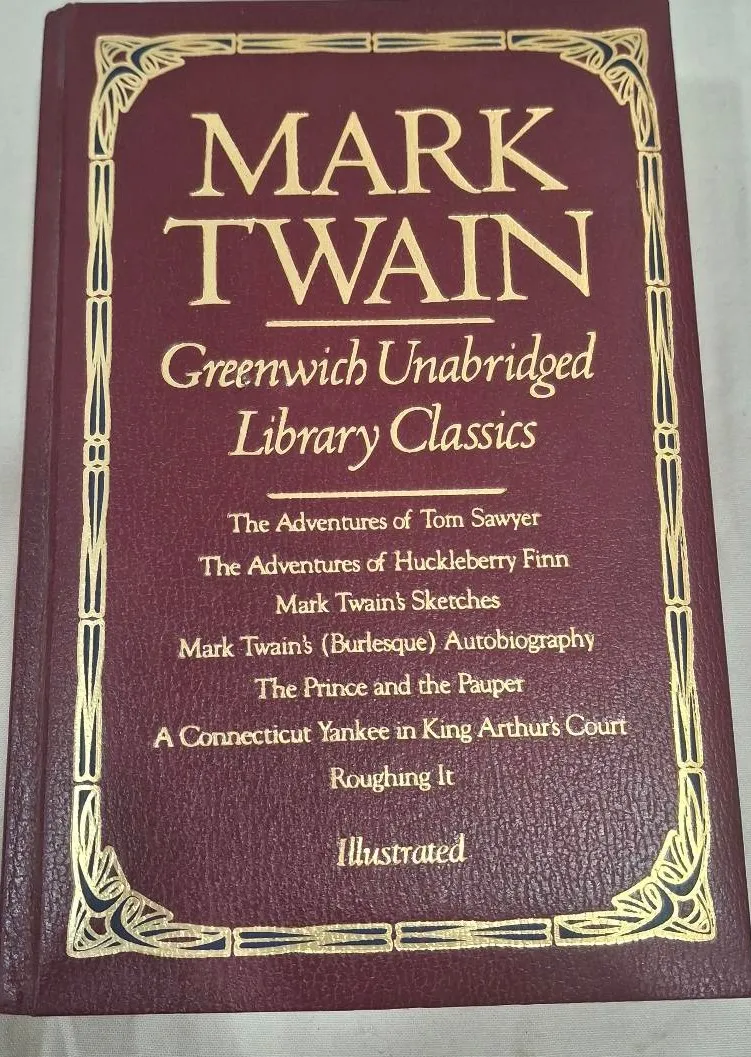 MARK
TWAIN
Greenwich Unabridged
Library Classics
The Adventures of Tom Sawyer
The Adventures of Huckleberry Finn
Mark Twain's Sketches
Mark Twain's (Burlesque) Autobiography
The Prince and the Pauper
A Connecticut Yankee in King Arthur's Court
Roughing It
Illustrated